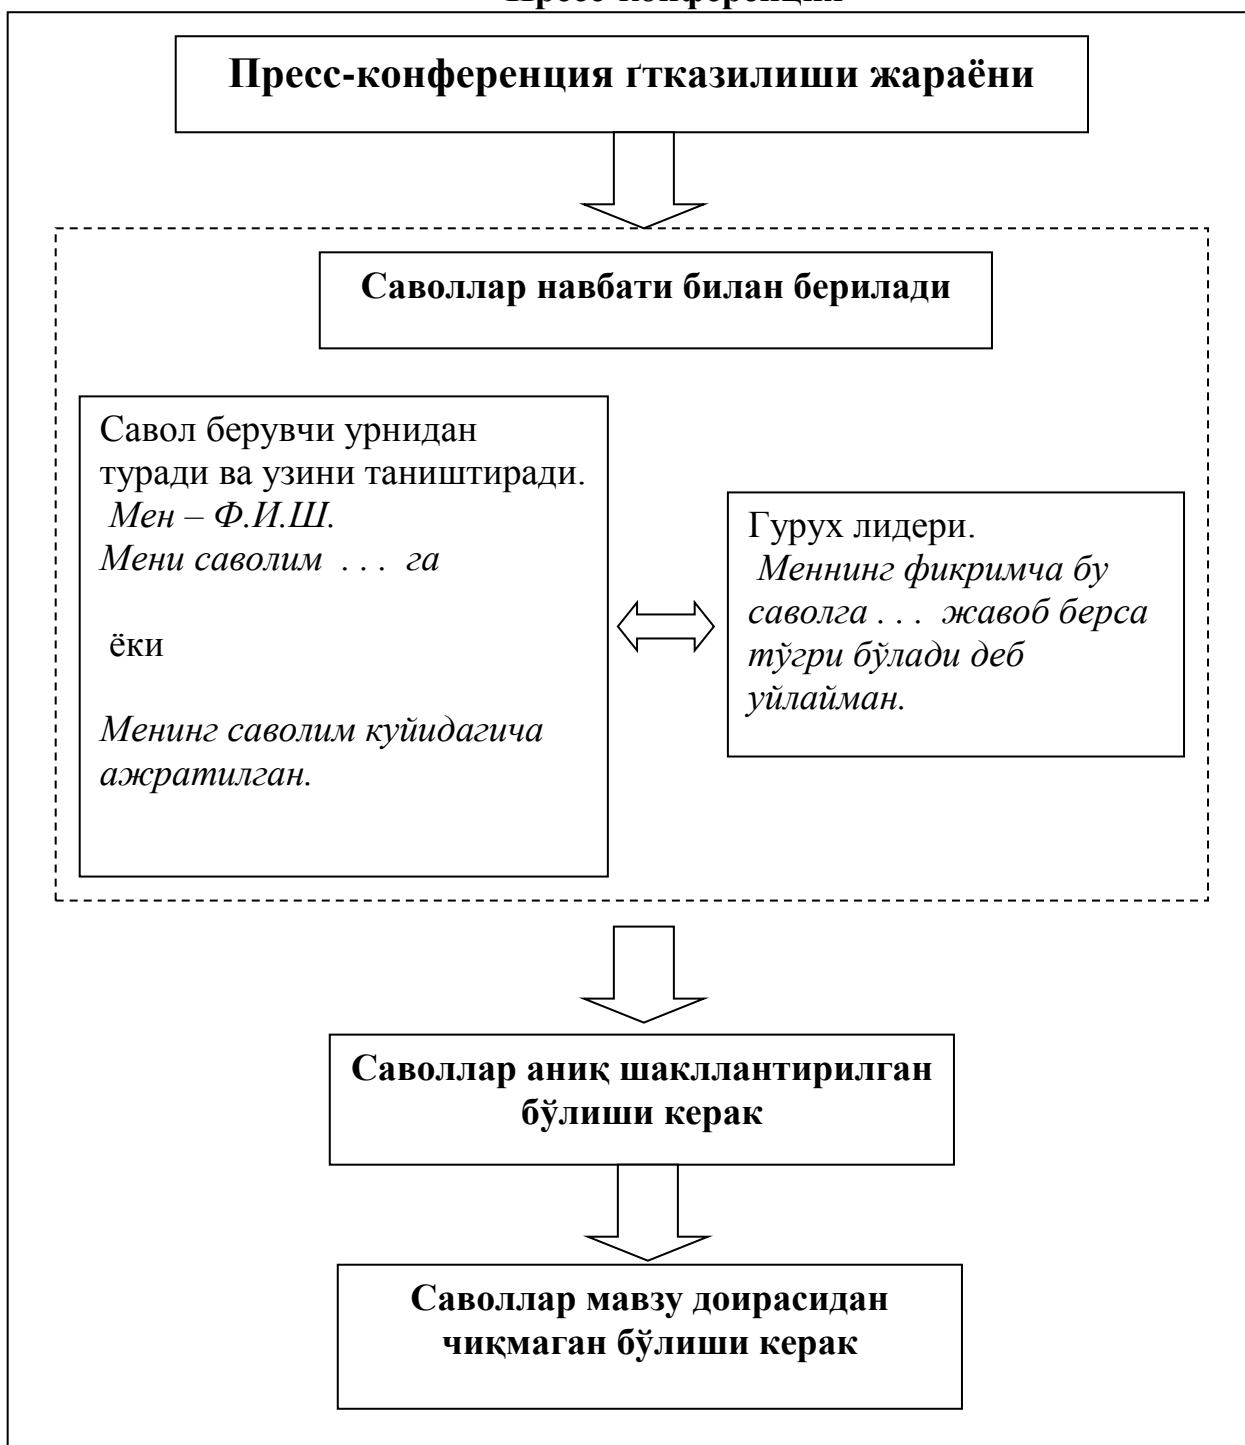 Пресс-конференция ґтказилиши жараёни
Саволлар навбати билан берилади
Савол берувчи урнидан
туради ва узини таништиради.
Мен – Ф.И.Ш.
Мени саволим . . . га
ёки
Менинг саволим куйидагича
ажратилган.
Гурух лидери.
Меннинг фикримча бу
саволга . . . жавоб берса
тўгри бўлади деб
уйлайман.
Саволлар аниқ шакллантирилган
бўлиши керак
Саволлар мавзу доирасидан
чиқмаган бўлиши керак